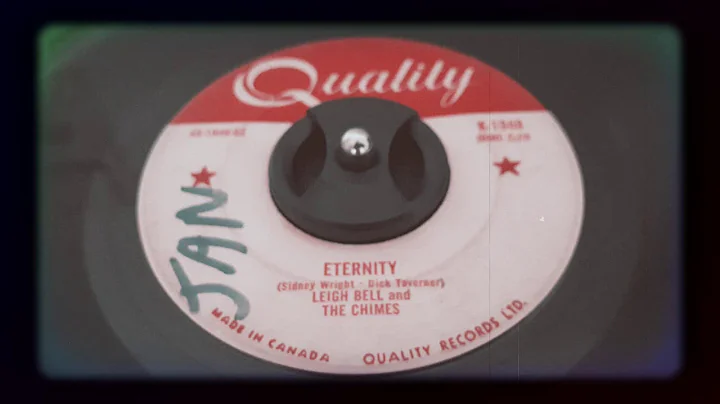 Quality
JAN
ETERNITY
(Sidney Wright - Dick Taverner)
LEIGH BELL and
THE CHIMES
MADE IN CANADA QUALITY RECORDS LTD.